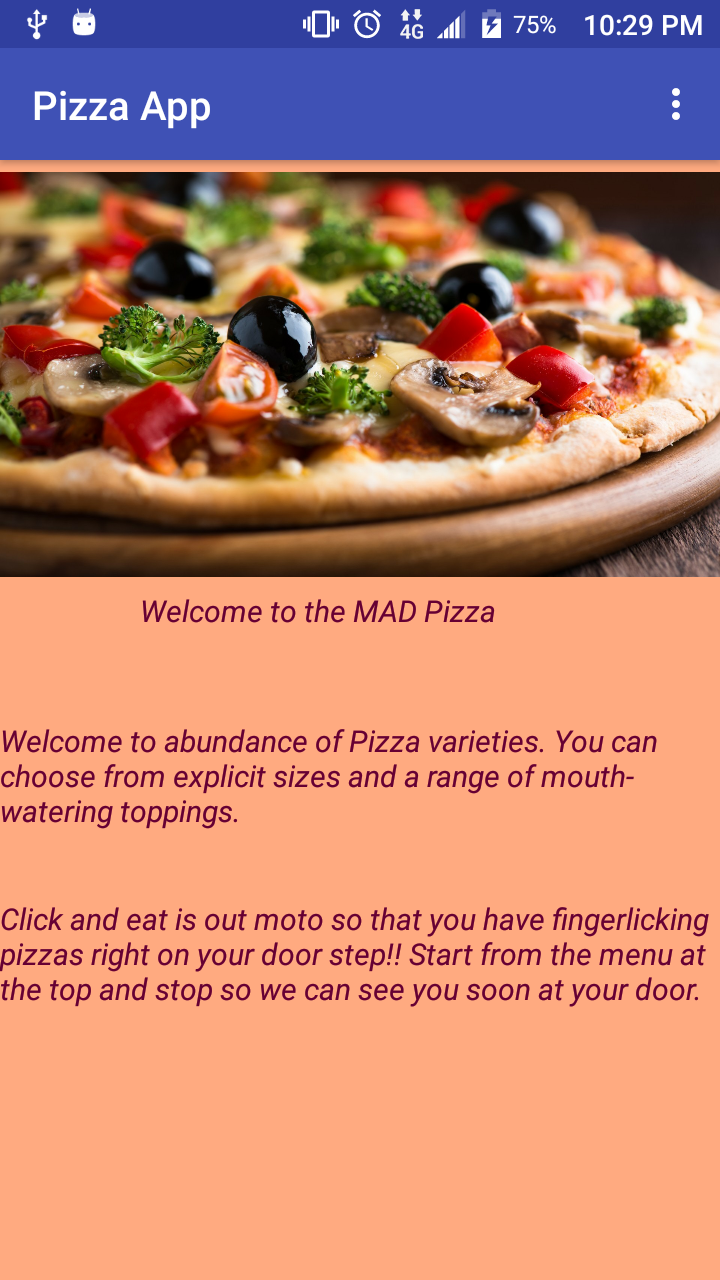 4G 75% 10:29 PM
Pizza App
Welcome to the MAD Pizza
Welcome to abundance of Pizza varieties. You can
choose from explicit sizes and a range of mouth-
watering toppings.
Click and eat is out moto so that you have fingerlicking
pizzas right on your door step!! Start from the menu at
the top and stop so we can see you soon at your door.